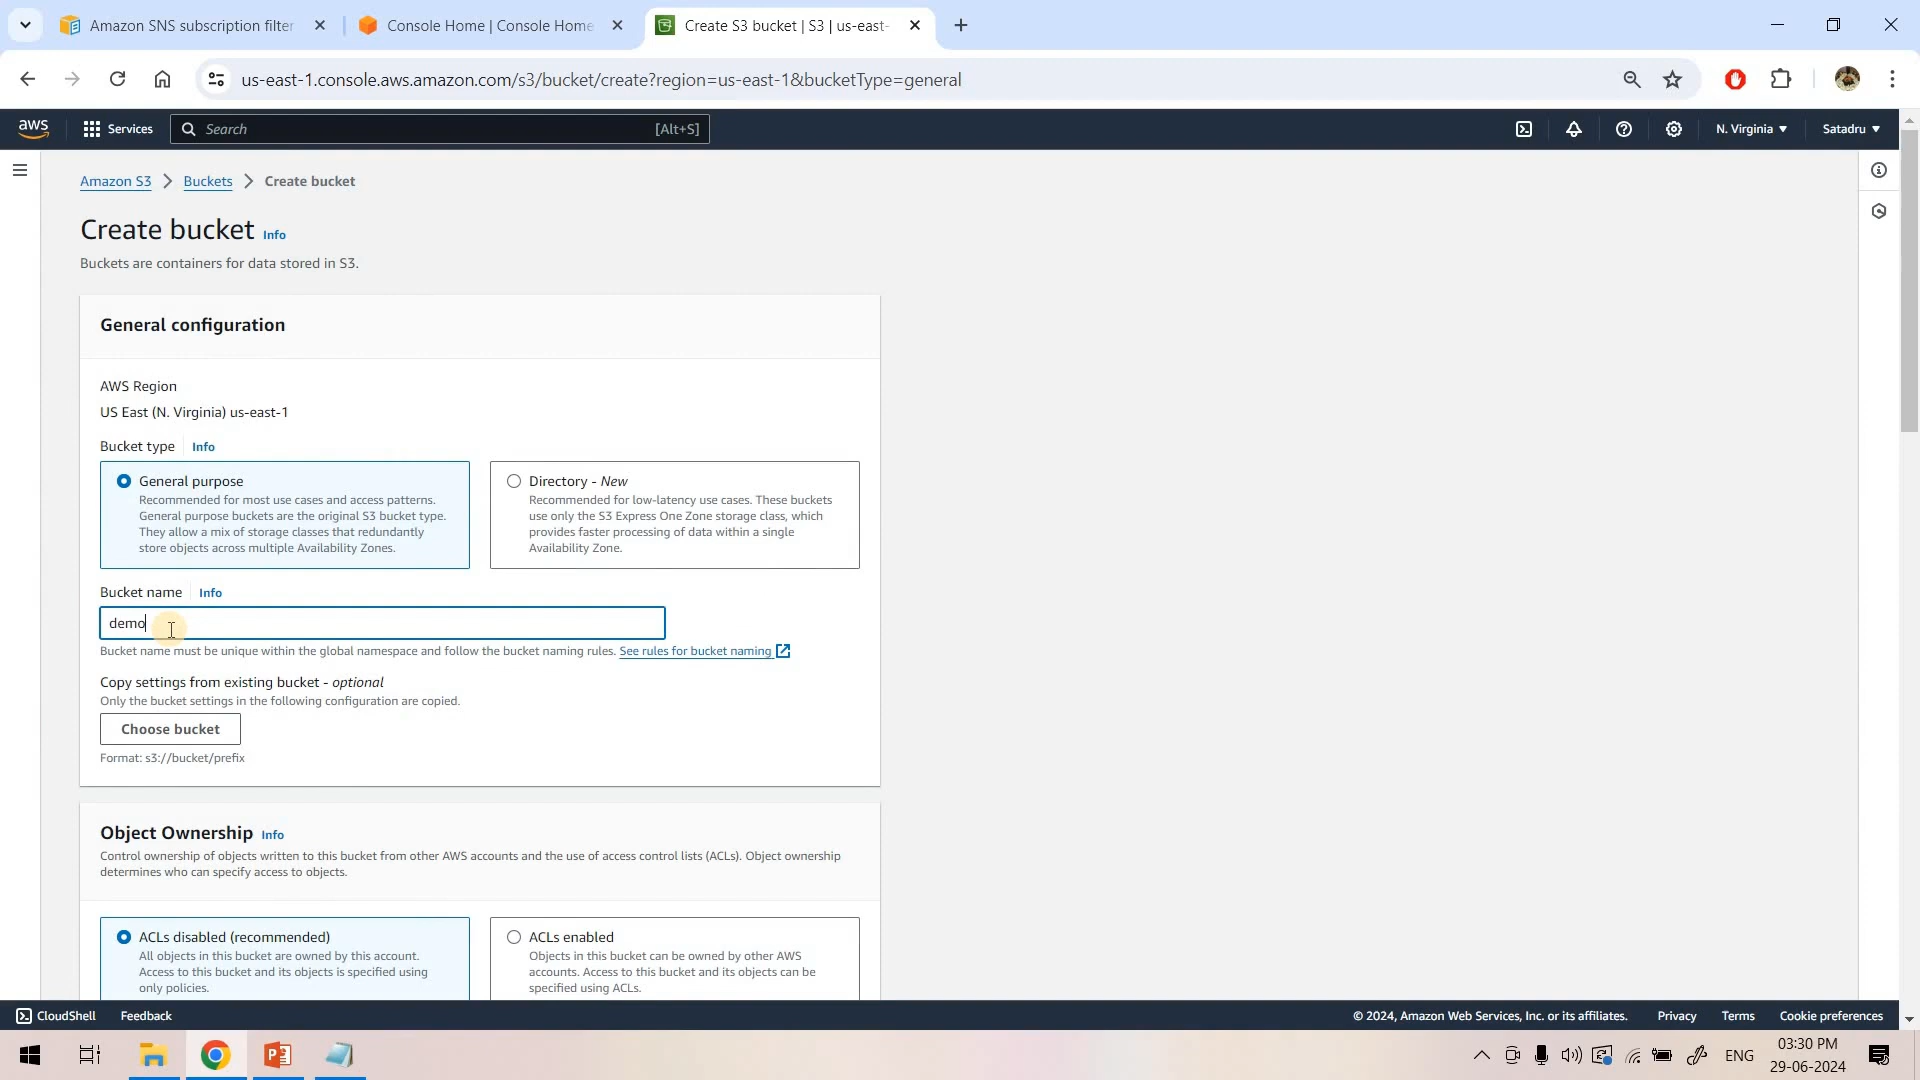 Amazon SNS subscription filter
Console Home | Console Home
Create S3 bucket | S3 | us-east-
us-east-1.console.aws.amazon.com/s3/bucket/create?region=us-east-1&bucketType=general
aws
Services
Search
[Alt+S]
N. Virginia
Satadru
Amazon S3
Buckets
Create bucket
Create bucket Info
Buckets are containers for data stored in S3.
General configuration
AWS Region
US East (N. Virginia) us-east-1
Bucket type
Info
General purpose
Recommended for most use cases and access patterns.
General purpose buckets are the original S3 bucket type.
They allow a mix of storage classes that redundantly
store objects across multiple Availability Zones.
Directory - New
Recommended for low-latency use cases. These buckets
use only the S3 Express One Zone storage class, which
provides faster processing of data within a single
Availability Zone.
Bucket name
Info
demo
Bucket name must be unique within the global namespace and follow the bucket naming rules. See rules for bucket naming
Copy settings from existing bucket - optional
Only the bucket settings in the following configuration are copied.
Choose bucket
Format: s3://bucket/prefix
Object Ownership Info
Control ownership of objects written to this bucket from other AWS accounts and the use of access control lists (ACLs). Object ownership
determines who can specify access to objects.
ACLs disabled (recommended)
All objects in this bucket are owned by this account.
Access to this bucket and its objects is specified using
only policies.
ACLs enabled
Objects in this bucket can be owned by other AWS
accounts. Access to this bucket and its objects can be
specified using ACLs.
CloudShell
Feedback
© 2024, Amazon Web Services, Inc. or its affiliates.
Privacy
Terms
Cookie preferences
ENG
03:30 PM
29-06-2024